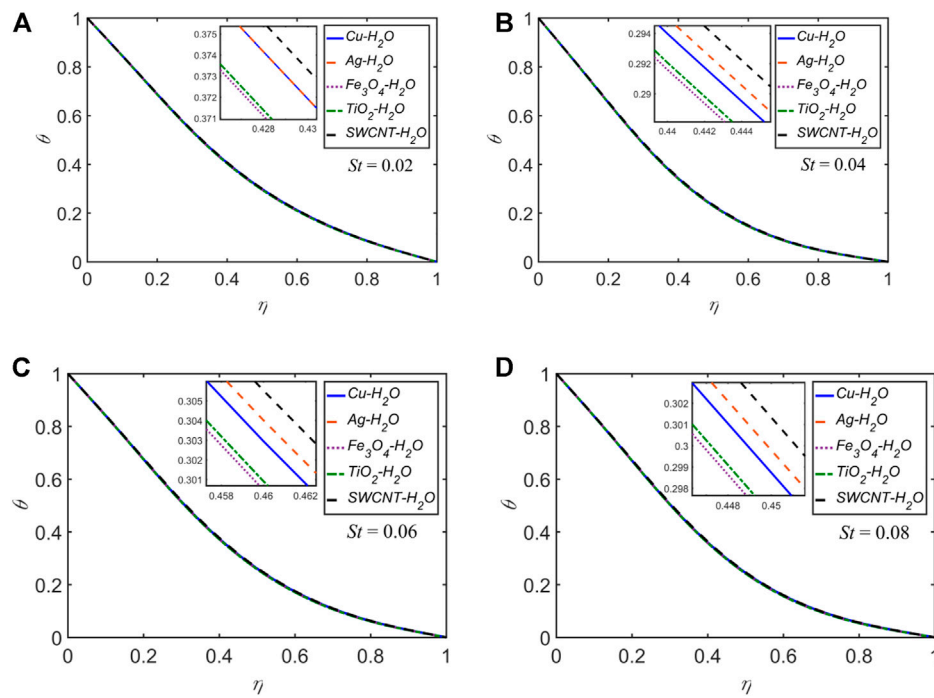 A
0.375
0.374
0.373
0.372
0.371
0.428
0.43
Cu-H2O
Ag-H2O
Fe3O4-H2O
TiO2-H2O
SWCNT-H2O
St = 0.02
1
0.8
0.6
0.4
0.2
0
θ
0
0.2
0.4
0.6
0.8
1
η
B
0.294
0.292
0.29
0.44
0.442
0.444
Cu-H2O
Ag-H2O
Fe3O4-H2O
TiO2-H2O
SWCNT-H2O
St = 0.04
1
0.8
0.6
0.4
0.2
0
θ
0
0.2
0.4
0.6
0.8
1
η
C
0.305
0.304
0.303
0.302
0.301
0.458
0.46
0.462
Cu-H2O
Ag-H2O
Fe3O4-H2O
TiO2-H2O
SWCNT-H2O
St = 0.06
1
0.8
0.6
0.4
0.2
0
θ
0
0.2
0.4
0.6
0.8
1
η
D
0.302
0.301
0.3
0.299
0.298
0.448
0.45
Cu-H2O
Ag-H2O
Fe3O4-H2O
TiO2-H2O
SWCNT-H2O
St = 0.08
1
0.8
0.6
0.4
0.2
0
θ
0
0.2
0.4
0.6
0.8
1
η